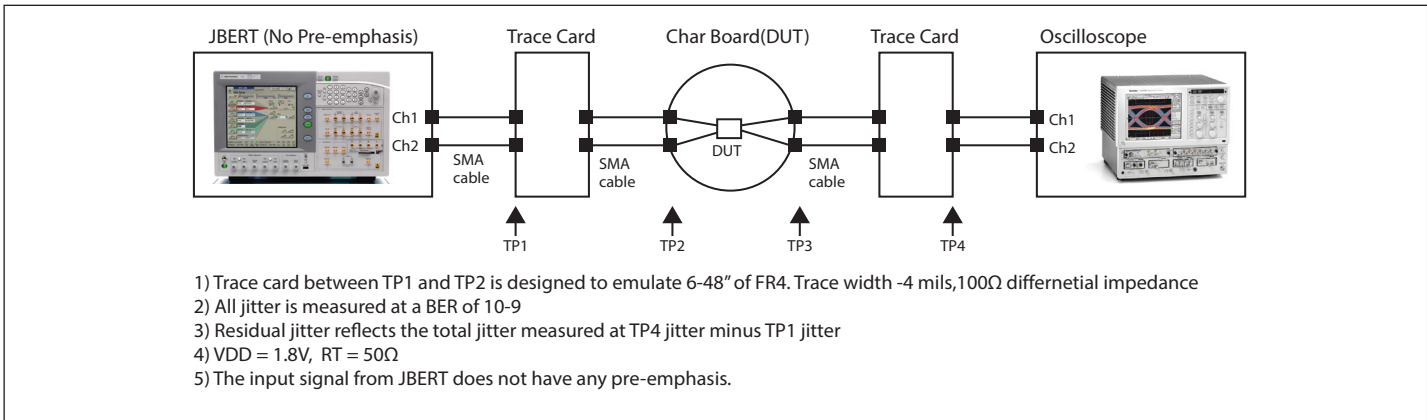 JBERT (No Pre-emphasis)
Trace Card
Char Board(DUT)
Trace Card
Oscilloscope
Ch1
Ch2
SMA
cable
SMA
cable
DUT
SMA
cable
Ch1
Ch2
TP1
TP2
TP3
TP4
1) Trace card between TP1 and TP2 is designed to emulate 6-48” of FR4. Trace width -4 mils,100Ω differnetial impedance
2) All jitter is measured at a BER of 10-9
3) Residual jitter reflects the total jitter measured at TP4 jitter minus TP1 jitter
4) VDD = 1.8V, RT = 50Ω
5) The input signal from JBERT does not have any pre-emphasis.